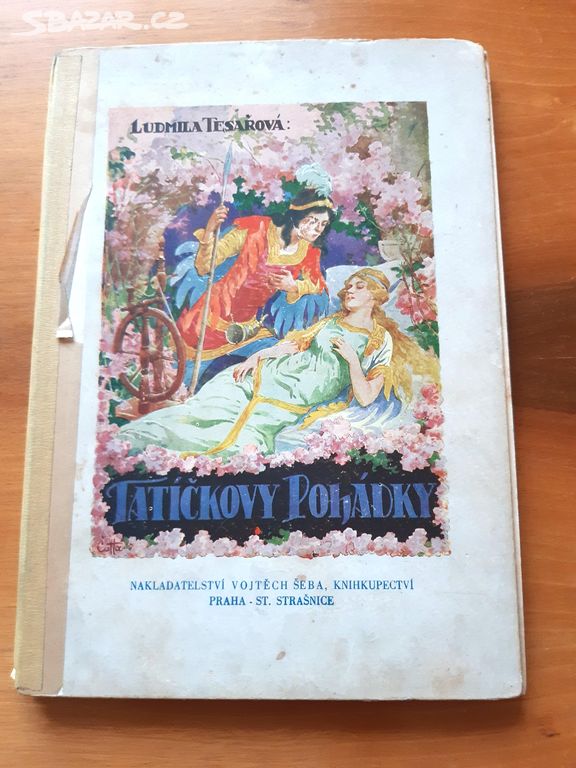 SBAZAR.CZ
LUDMILA TESAŘOVÁ:
TATÍČKOVY POHÁDKY
NAKLADATELSTVÍ VOJTĚCH ŠEBA, KNIHKUPECTVÍ
PRAHA - ST. STRAŠNICE